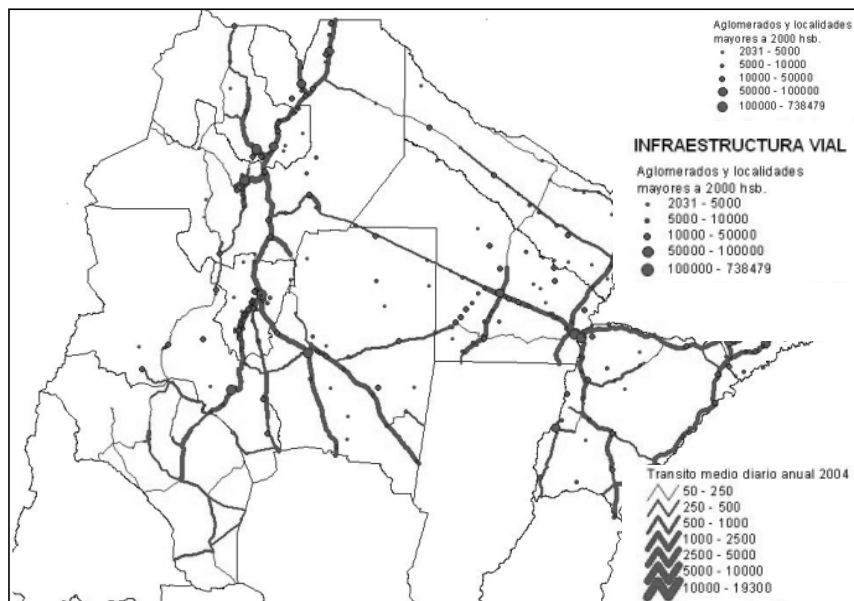 Aglomerados y localidades
mayores a 2000 hsb.
2031 - 5000
5000 - 10000
10000 - 50000
50000 - 100000
100000 - 738479
INFRAESTRUCTURA VIAL
Aglomerados y localidades
mayores a 2000 hsb.
2031 - 5000
5000 - 10000
10000 - 50000
50000 - 100000
100000 - 738479
Transito medio diario anual 2004
50 - 250
250 - 500
500 - 1000
1000 - 2500
2500 - 5000
5000 - 10000
10000 - 19300